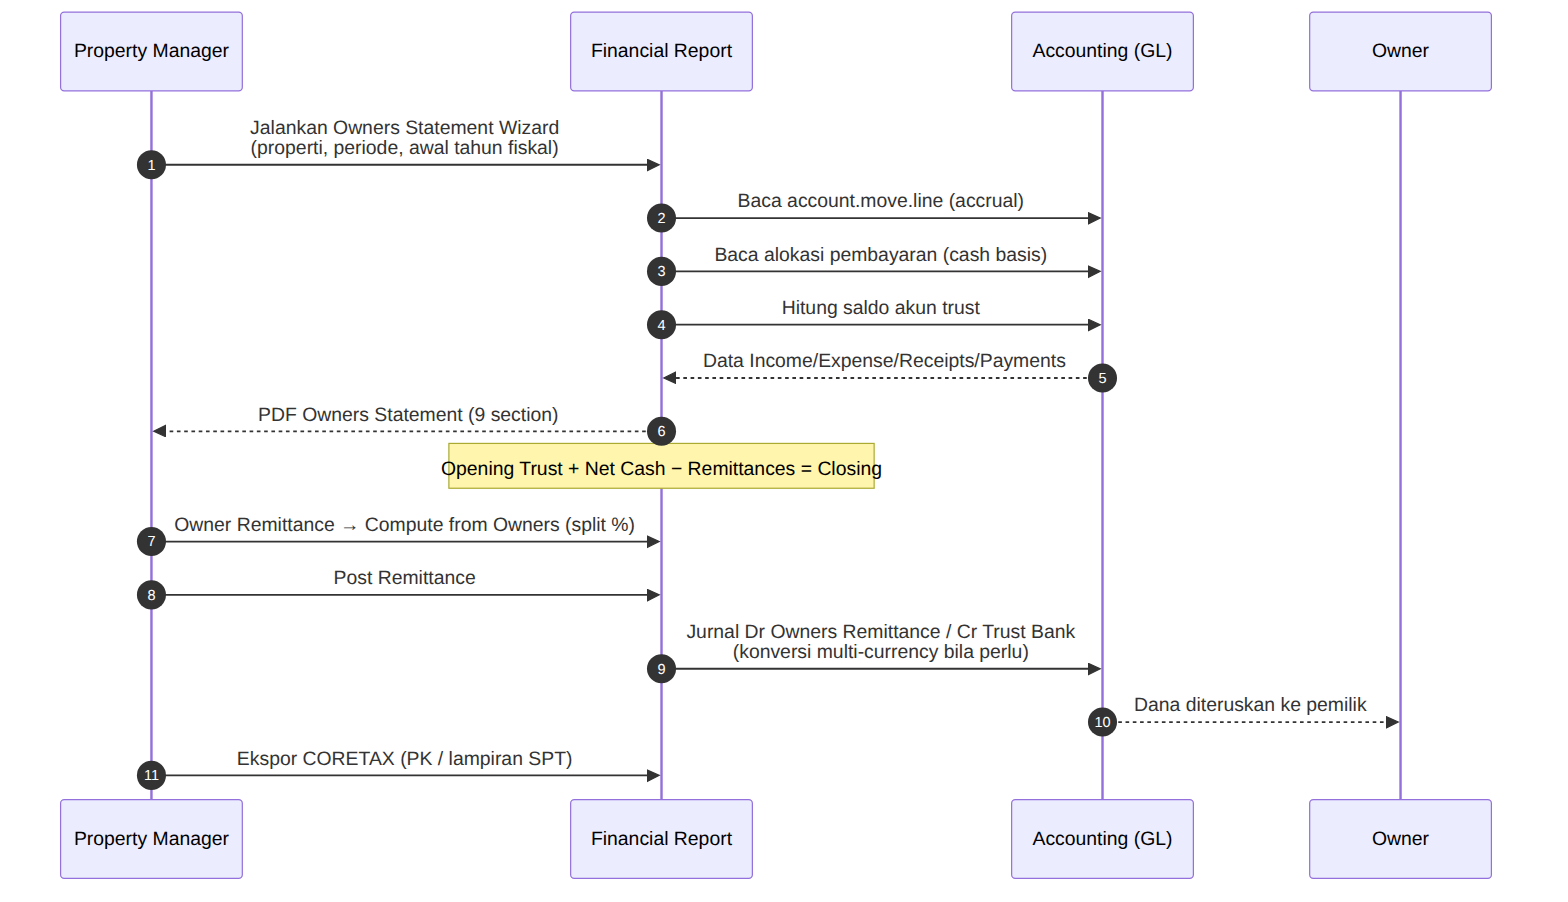 Property Manager
Financial Report
Accounting (GL)
Owner
Jalankan Owners Statement Wizard
(properti, periode, awal tahun fiskal)
1
Baca account.move.line (accrual)
2
Baca alokasi pembayaran (cash basis)
3
Hitung saldo akun trust
4
Data Income/Expense/Receipts/Payments
5
PDF Owners Statement (9 section)
6
Opening Trust + Net Cash − Remittances = Closing
Owner Remittance → Compute from Owners (split %)
7
Post Remittance
8
Jurnal Dr Owners Remittance / Cr Trust Bank
(konversi multi-currency bila perlu)
9
Dana diteruskan ke pemilik
10
Ekspor CORETAX (PK / lampiran SPT)
11
Property Manager
Financial Report
Accounting (GL)
Owner